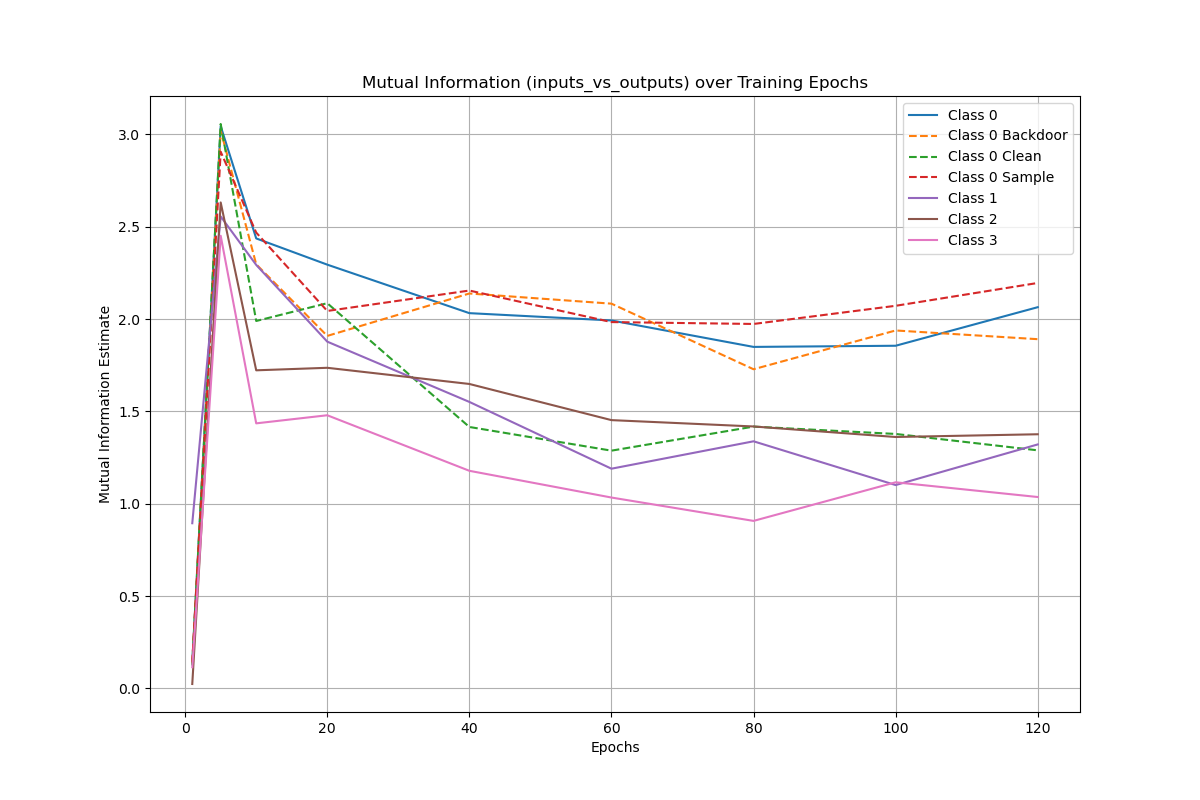 Mutual Information (inputs_vs_outputs) over Training Epochs
Class 0
Class 0 Backdoor
Class 0 Clean
Class 0 Sample
Class 1
Class 2
Class 3
Mutual Information Estimate
3.0
2.5
2.0
1.5
1.0
0.5
0.0
0 20 40 60 80 100 120
Epochs